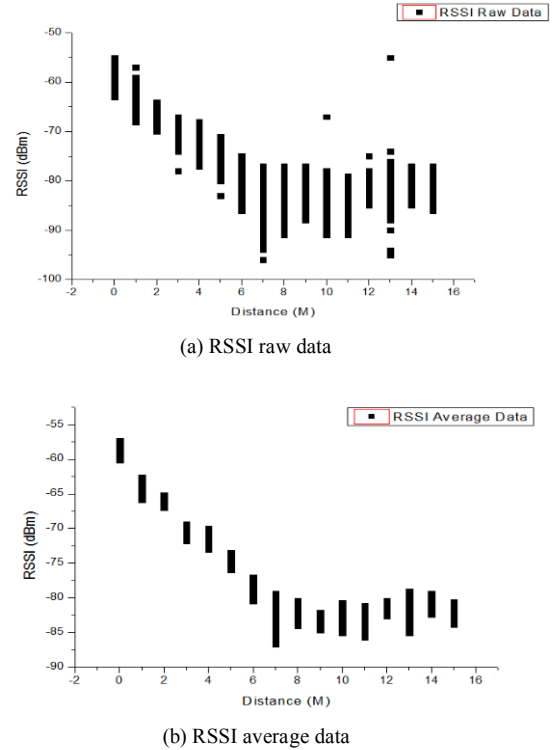 RSSI Raw Data
-50
-60
-70
-80
-90
-100
RSSI (dBm)
-2 0 2 4 6 8 10 12 14 16
Distance (M)
(a) RSSI raw data
RSSI Average Data
-55
-60
-65
-70
-75
-80
-85
-90
RSSI (dBm)
-2 0 2 4 6 8 10 12 14 16
Distance (M)
(b) RSSI average data